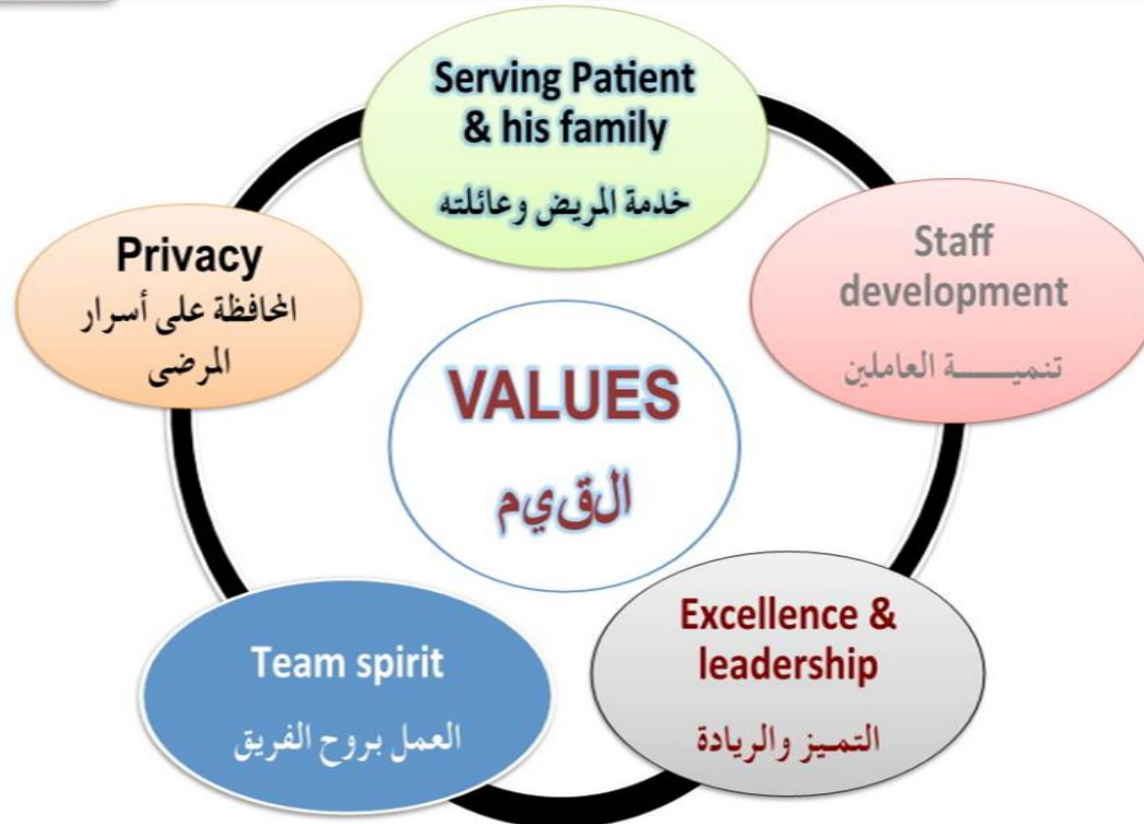 Serving Patient
& his family
خدمة المريض وعائلته
Staff
development
تنميـــــة العاملين
Excellence &
leadership
التميز والريادة
Team spirit
العمل بروح الفريق
Privacy
المحافظة على أسرار
المرضى
VALUES
القيم